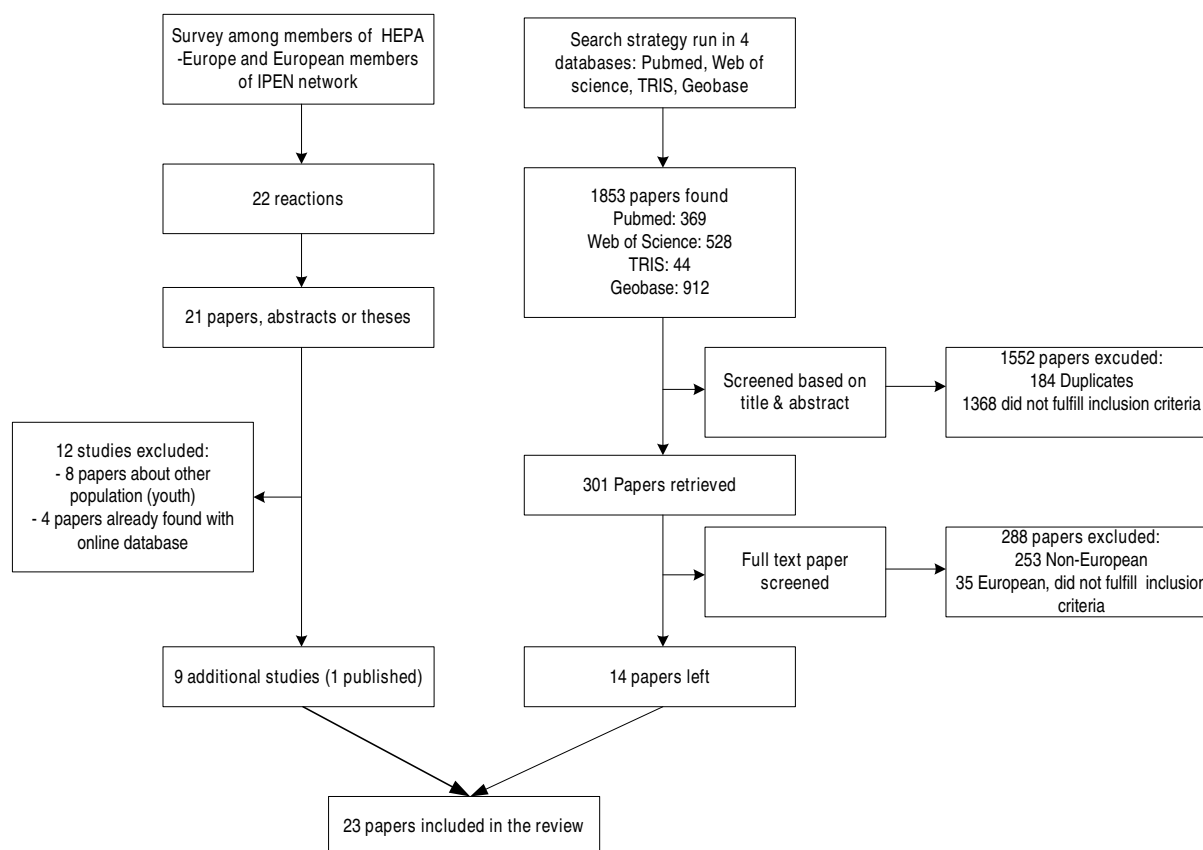 Survey among members of HEPA
-Europe and European members
of IPEN network
22 reactions
21 papers, abstracts or theses
12 studies excluded:
- 8 papers about other
population (youth)
- 4 papers already found with
online database
9 additional studies (1 published)
Search strategy run in 4
databases: Pubmed, Web of
science, TRIS, Geobase
1853 papers found
Pubmed: 369
Web of Science: 528
TRIS: 44
Geobase: 912
Screened based on
title & abstract
1552 papers excuded:
184 Duplicates
1368 did not fulfill inclusion criteria
301 Papers retrieved
Full text paper
screened
288 papers excluded:
253 Non-European
35 European, did not fulfill inclusion
criteria
14 papers left
23 papers included in the review